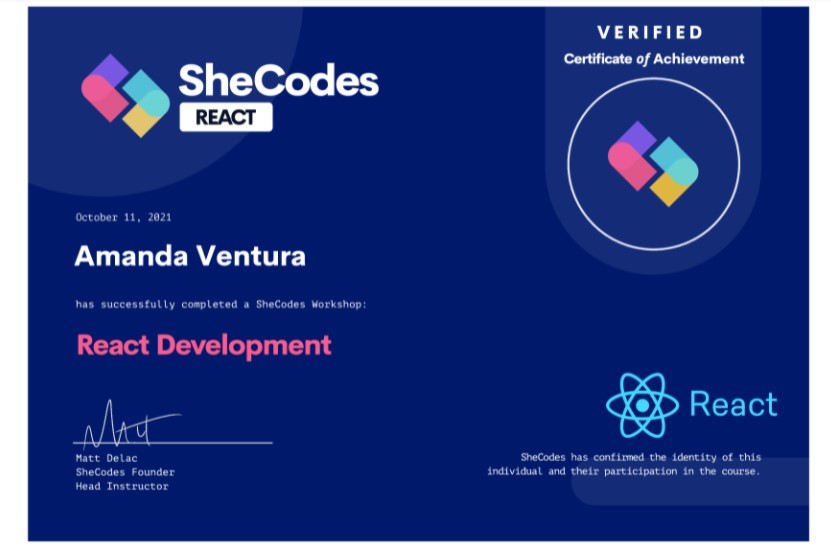 SheCodes
REACT
VERIFIED
Certificate of Achievement
October 11, 2021
Amanda Ventura
has successfully completed a SheCodes Workshop:
React Development
Matt Delac
SheCodes Founder
Head Instructor
React
SheCodes has confirmed the identity of this
individual and their participation in the course.